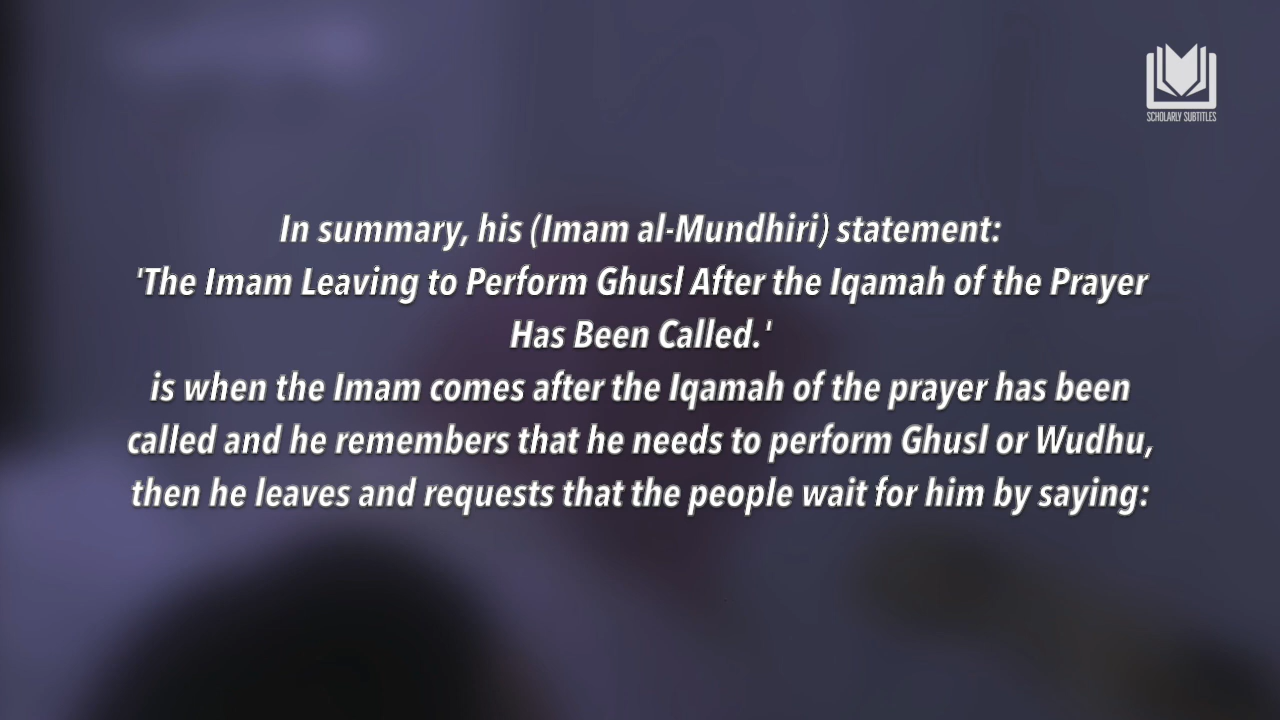 SCHOLARLY SUBTITLES
In summary, his (Imam al-Mundhiri) statement:
'The Imam Leaving to Perform Ghusl After the Iqamah of the Prayer
Has Been Called.'
is when the Imam comes after the Iqamah of the prayer has been
called and he remembers that he needs to perform Ghusl or Wudhu,
then he leaves and requests that the people wait for him by saying: